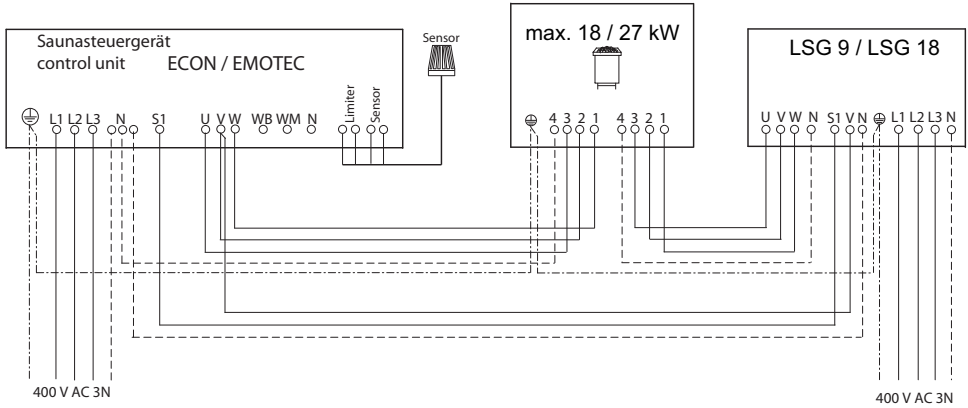 Saunasteuergerät
control unit ECON / EMOTEC
Sensor
max. 18 / 27 kW
LSG 9 / LSG 18
L1 L2 L3 N S1 U V W WB WM N Limiter Sensor
4 3 2 1 4 3 2 1
U V W N S1 V N L1 L2 L3 N
400 V AC 3N
400 V AC 3N